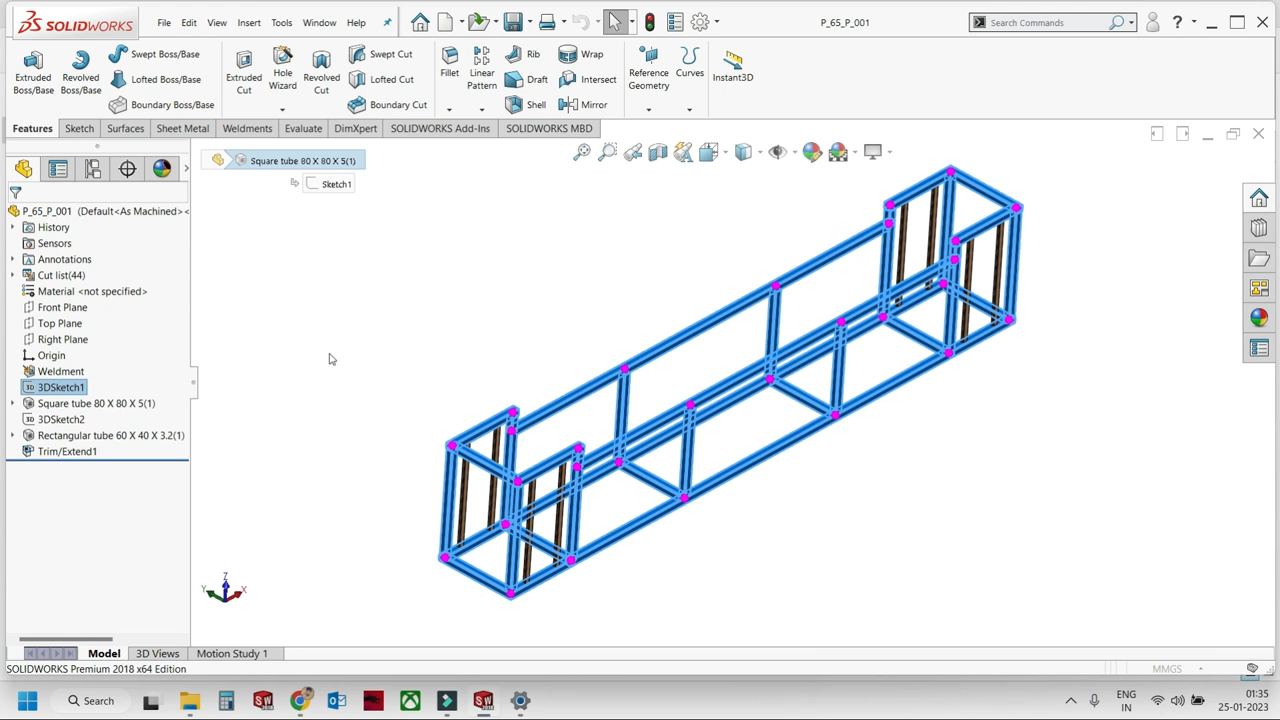 SOLIDWORKS File Edit View Insert Tools Window Help P_65_P_001 Search Commands ?
Extruded Boss/Base
Revolved Boss/Base
Swept Boss/Base
Lofted Boss/Base
Boundary Boss/Base
Extruded Cut
Hole Wizard
Revolved Cut
Swept Cut
Lofted Cut
Boundary Cut
Fillet
Linear Pattern
Rib
Draft
Shell
Wrap
Intersect
Mirror
Reference Geometry
Curves
Instant3D
Features Sketch Surfaces Sheet Metal Weldments Evaluate DimXpert SOLIDWORKS Add-Ins SOLIDWORKS MBD
Square tube 80 X 80 X 5(1)
Sketch1
P_65_P_001 (Default<As Machined><
History
Sensors
Annotations
Cut list(44)
Material <not specified>
Front Plane
Top Plane
Right Plane
Origin
Weldment
3D 3DSketch1
Square tube 80 X 80 X 5(1)
3D 3DSketch2
Rectangular tube 60 X 40 X 3.2(1)
Trim/Extend1
Z
Y X
Model 3D Views Motion Study 1
SOLIDWORKS Premium 2018 x64 Edition MMGS
Search ENG IN 01:35 25-01-2023